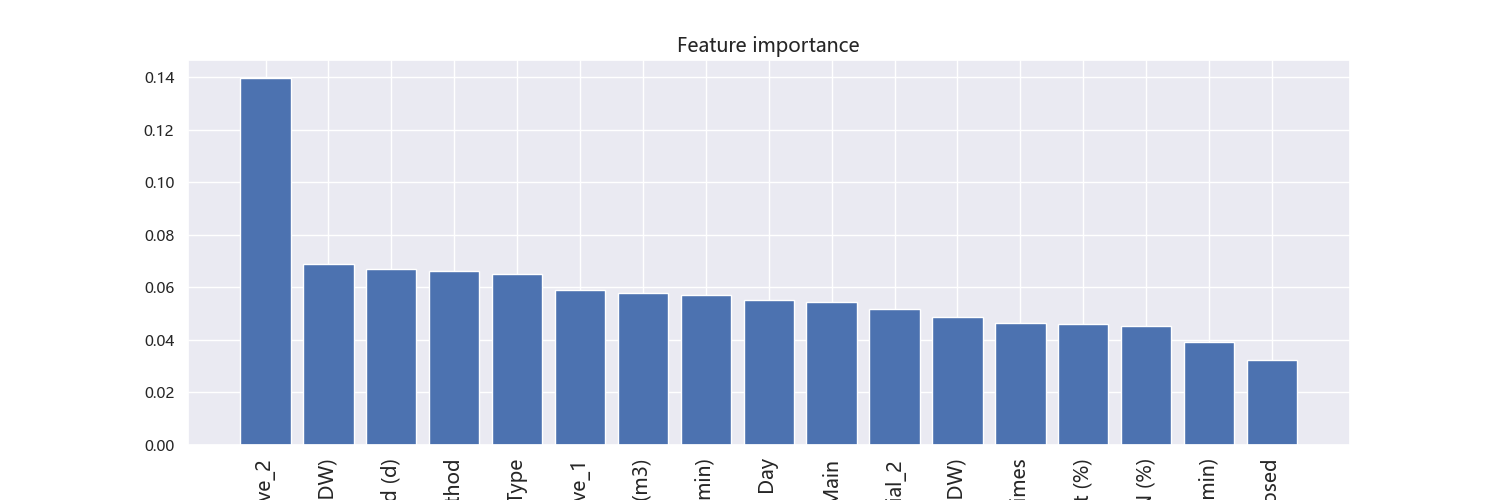 Feature importance
0.14
0.12
0.10
0.08
0.06
0.04
0.02
0.00
ve_2
DW)
d (d)
thod
Type
ve_1
(m3)
min)
Day
Main
ial_2
DW)
imes
t (%)
N (%)
min)
osed